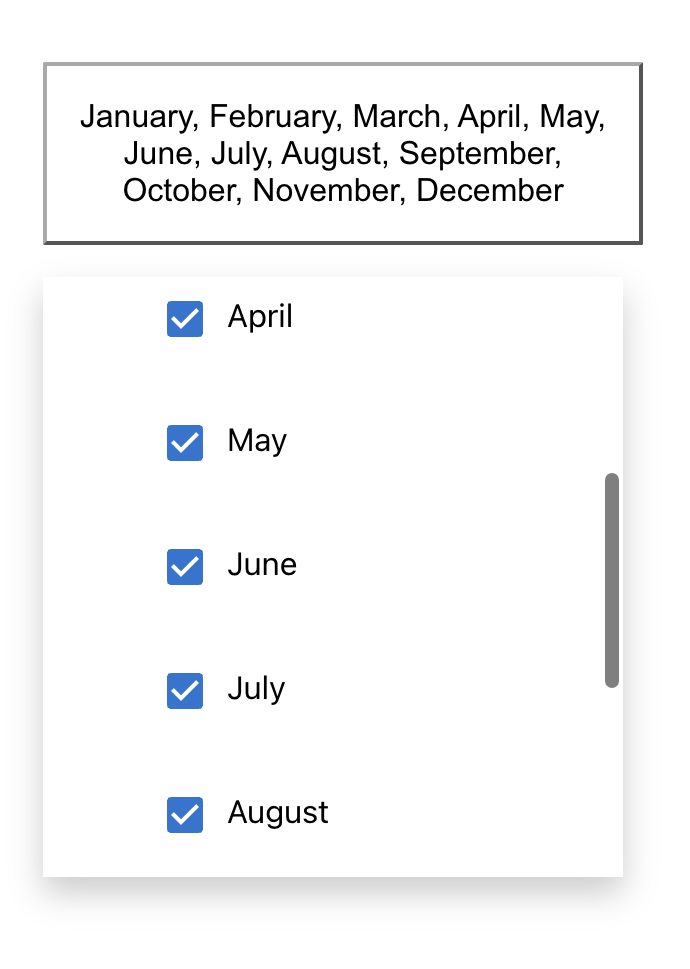 January, February, March, April, May,
June, July, August, September,
October, November, December
April
May
June
July
August